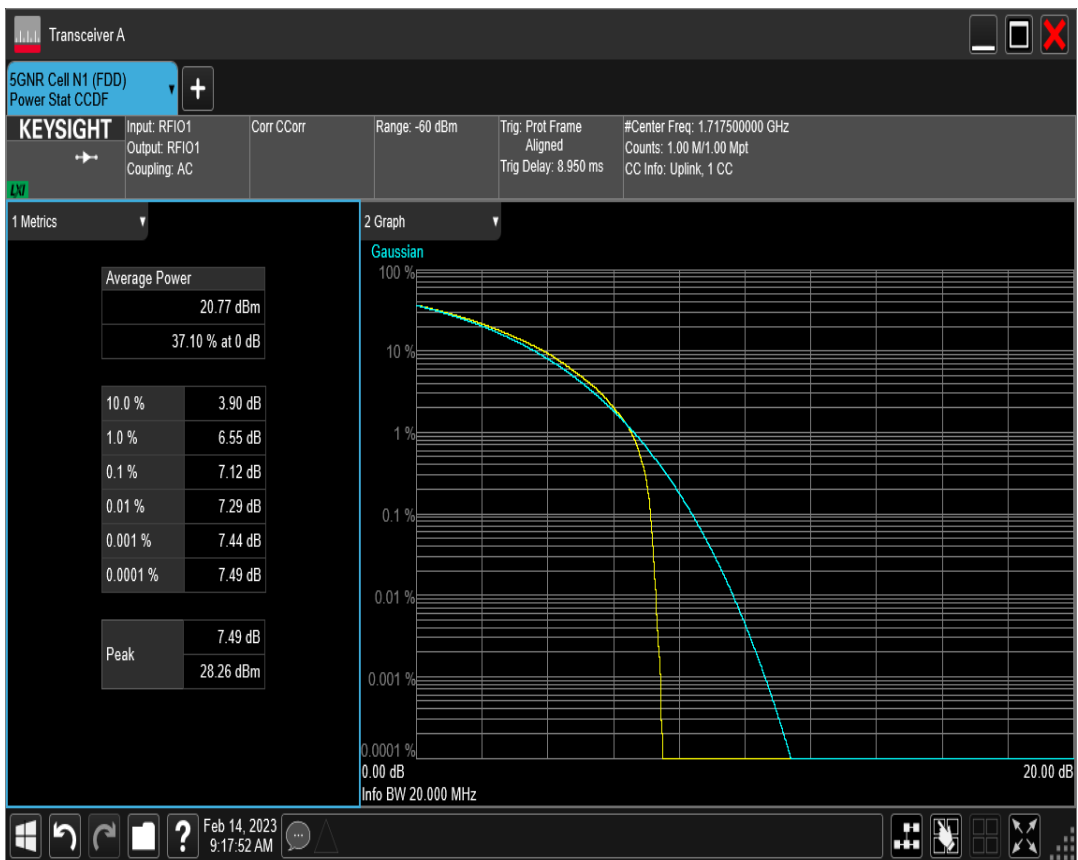 Transceiver A
5GNR Cell N1 (FDD)
Power Stat CCDF
KEYSIGHT
LXI
Input: RFIO1
Output: RFIO1
Coupling: AC
Corr CCorr
Range: -60 dBm
Trig: Prot Frame
Aligned
Trig Delay: 8.950 ms
#Center Freq: 1.717500000 GHz
Counts: 1.00 M/1.00 Mpt
CC Info: Uplink, 1 CC
1 Metrics
Average Power
20.77 dBm
37.10 % at 0 dB
10.0 % 3.90 dB
1.0 % 6.55 dB
0.1 % 7.12 dB
0.01 % 7.29 dB
0.001 % 7.44 dB
0.0001 % 7.49 dB
Peak
7.49 dB
28.26 dBm
2 Graph
Gaussian
100 %
10 %
1 %
0.1 %
0.01 %
0.001 %
0.0001 %
0.00 dB 20.00 dB
Info BW 20.000 MHz
Feb 14, 2023
9:17:52 AM